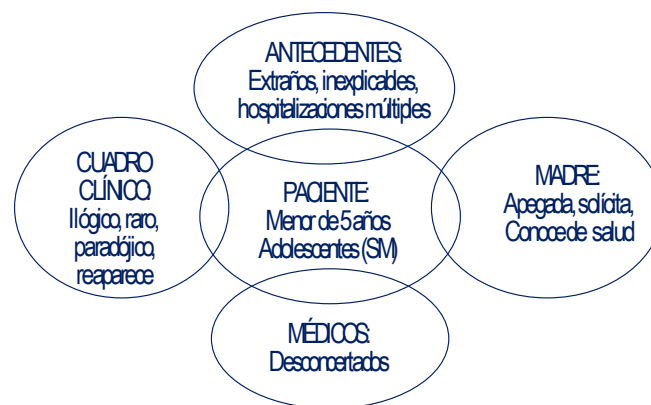 ANTECEDENTES:
Extraños, inexplicables,
hospitalizaciones múltiples
CUADRO
CLÍNICO:
Ilógico, raro,
paradójico,
reaparece
PACIENTE:
Menor de 5 años
Adolescentes (SM)
MADRE:
Apegada, solícita,
Conoce de salud
MÉDICOS:
Desconcertados